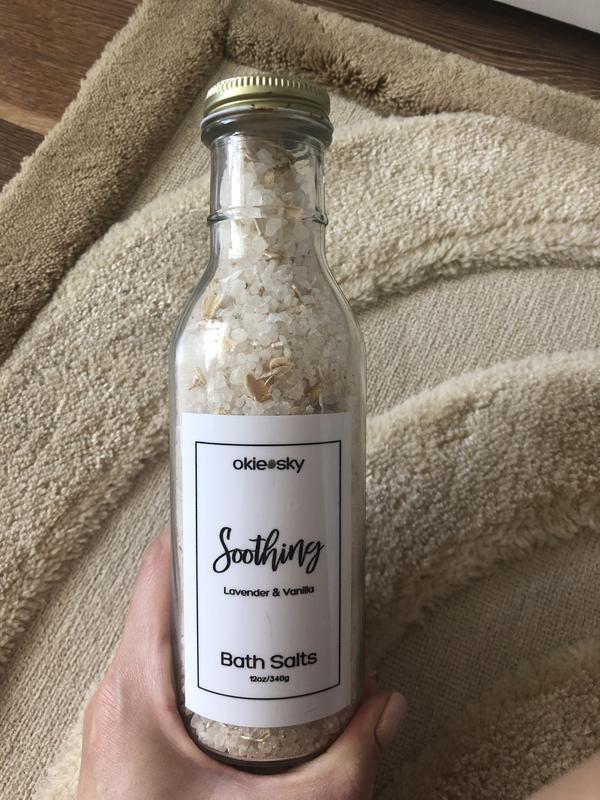 okie sky
Soothing
Lavender & Vanilla
Bath Salts
12oz/340g